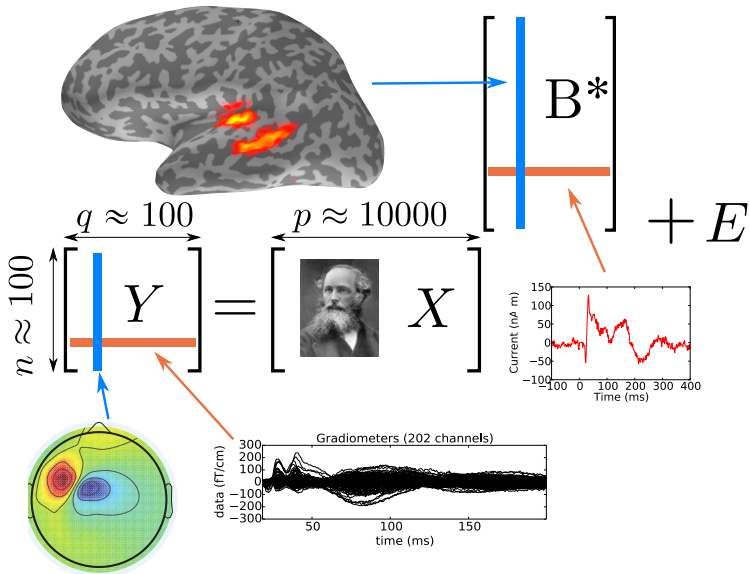 B*
+ E
q ≈ 100
p ≈ 10000
n ≈ 100
Y
=
X
Current (nA m)
150
100
50
0
−50
−100
−100 0 100 200 300 400
Time (ms)
Gradiometers (202 channels)
data (fT/cm)
300
200
100
0
−100
−200
−300
50 100 150
time (ms)